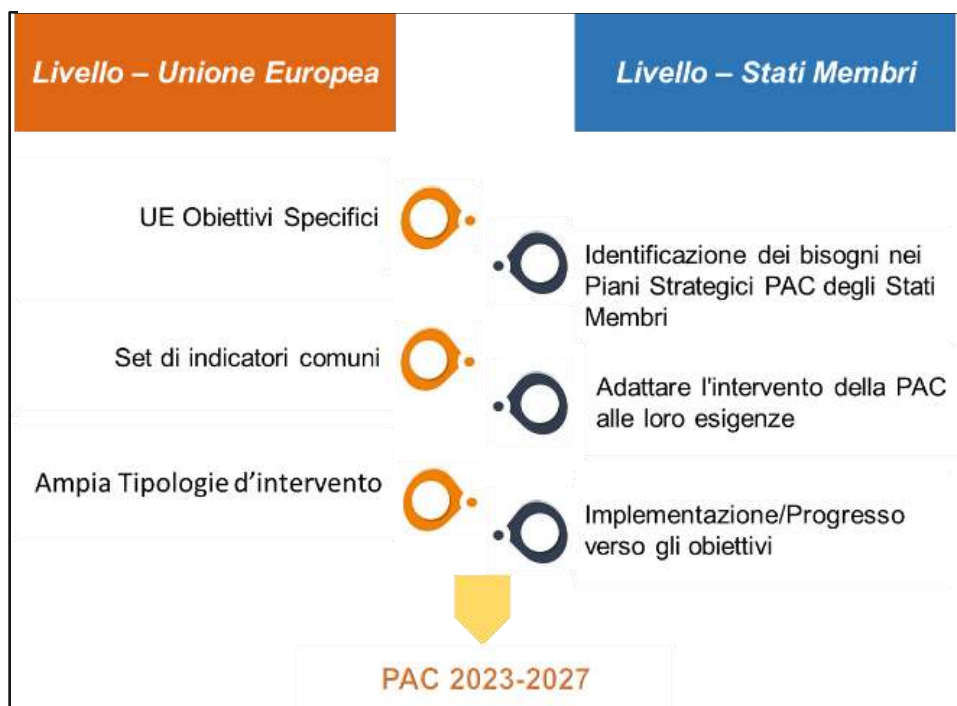 Livello – Unione Europea
Livello – Stati Membri
UE Obiettivi Specifici
Identificazione dei bisogni nei
Piani Strategici PAC degli Stati
Membri
Set di indicatori comuni
Adattare l'intervento della PAC
alle loro esigenze
Ampia Tipologie d’intervento
Implementazione/Progresso
verso gli obiettivi
PAC 2023-2027